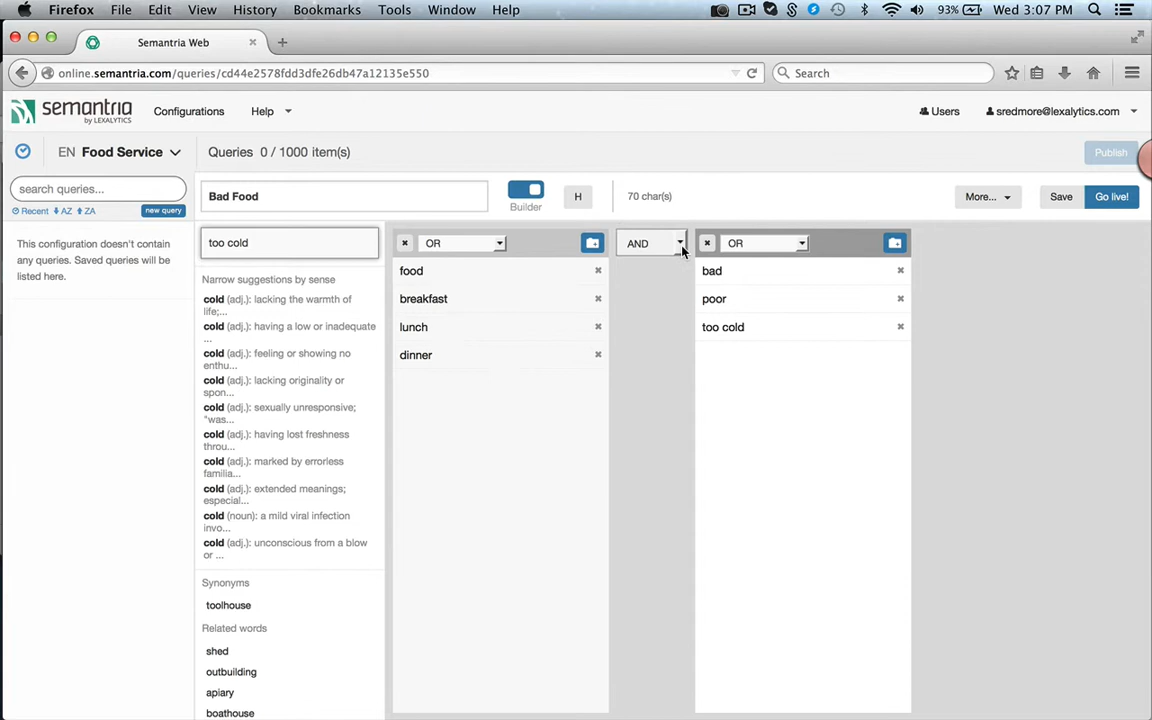 Firefox File Edit View History Bookmarks Tools Window Help 93% Wed 3:07 PM
Semantria Web
online.semantria.com/queries/cd44e2578fdd3dfe26db47a12135e550 Search
semantria Configurations Help Users sredmore@lexalytics.com
by LEXALYTICS
EN Food Service Queries 0 / 1000 item(s) Publish
search queries... Bad Food Builder H 70 char(s) More... Save Go live!
Recent AZ ZA new query
This configuration doesn't contain
any queries. Saved queries will be
listed here.
too cold OR AND OR
Narrow suggestions by sense
cold (adj.): lacking the warmth of
life;...
cold (adj.): having a low or inadequate
...
cold (adj.): feeling or showing no
enthu...
cold (adj.): lacking originality or
spon...
cold (adj.): sexually unresponsive;
"was...
cold (adj.): having lost freshness
throu...
cold (adj.): marked by errorless
familia...
cold (adj.): extended meanings;
especial...
cold (noun): a mild viral infection
invo...
cold (adj.): unconscious from a blow
or ...
Synonyms
toolhouse
Related words
shed
outbuilding
apiary
boathouse
food
breakfast
lunch
dinner
bad
poor
too cold